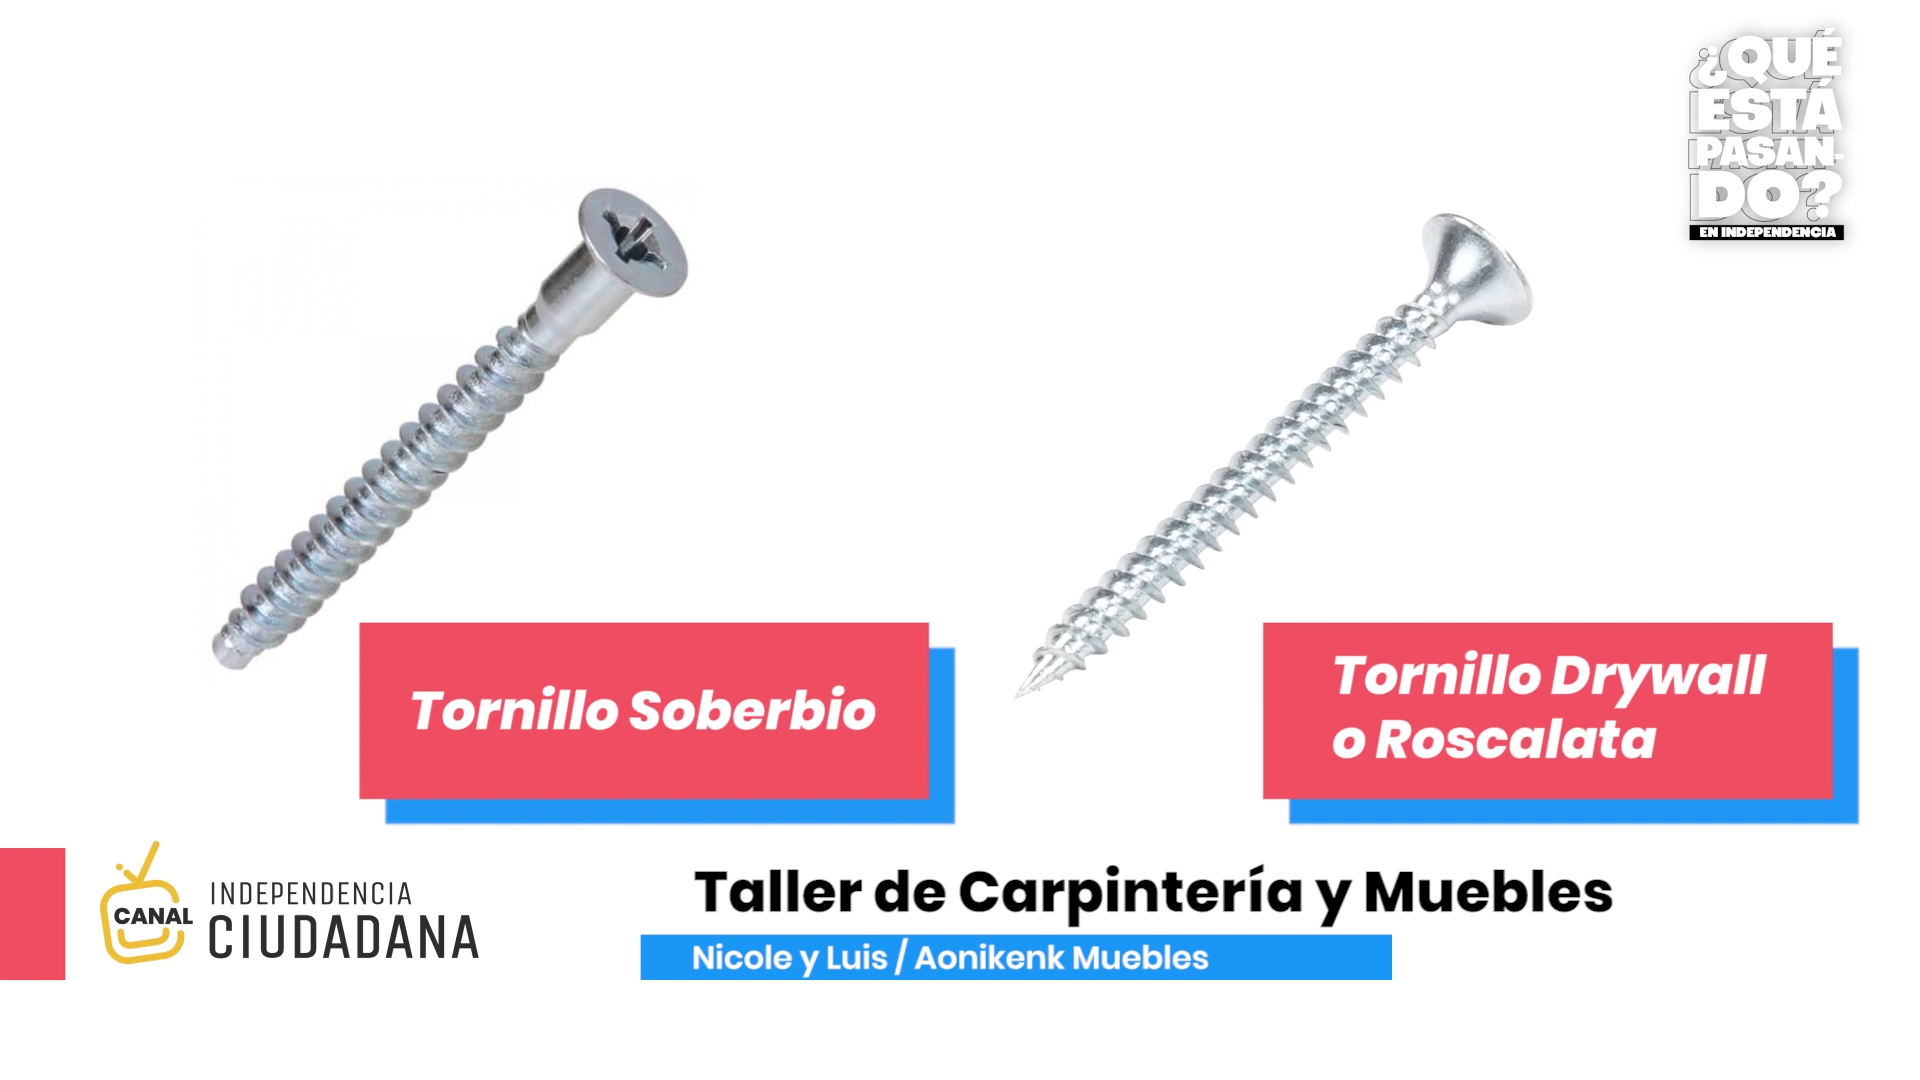 ¿QUÉ
ESTÁ
PASAN-
DO?
EN INDEPENDENCIA
Tornillo Soberbio
Tornillo Drywall
o Roscalata
CANAL
INDEPENDENCIA
CIUDADANA
Taller de Carpintería y Muebles
Nicole y Luis / Aonikenk Muebles